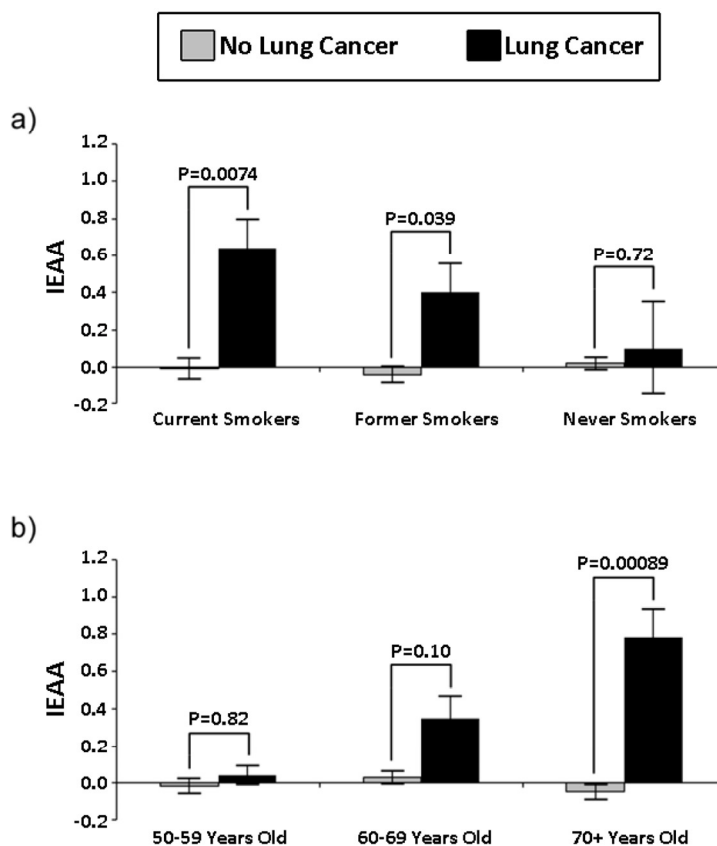 No Lung Cancer Lung Cancer
a)
1.2
1.0
0.8
0.6
0.4
0.2
0.0
-0.2
IEAA
P=0.0074
P=0.039
P=0.72
Current Smokers Former Smokers Never Smokers
b)
1.2
1.0
0.8
0.6
0.4
0.2
0.0
-0.2
IEAA
P=0.82
P=0.10
P=0.00089
50-59 Years Old 60-69 Years Old 70+ Years Old